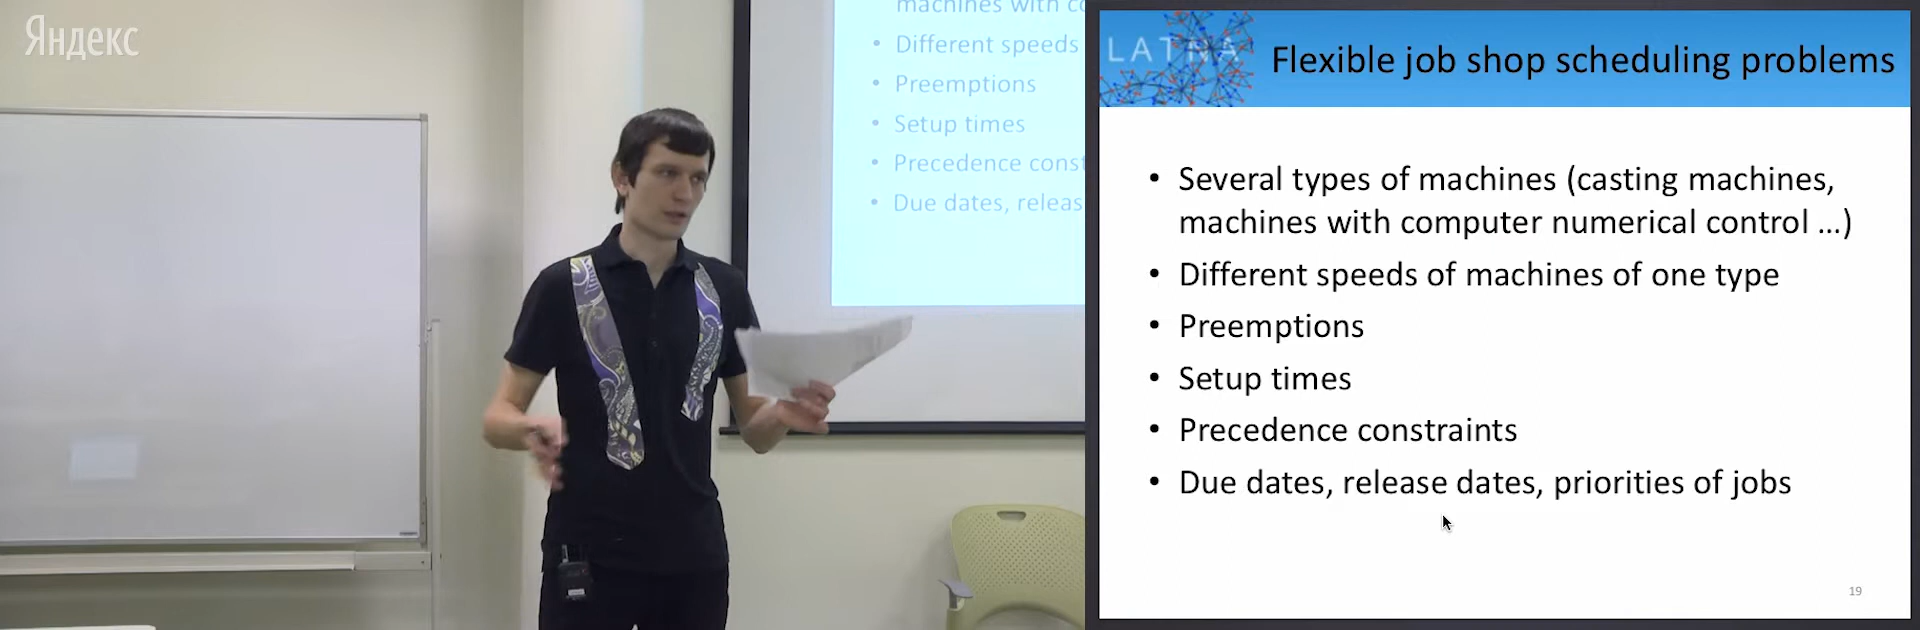 Яндекс
machines with co
• Different speeds
• Preemptions
• Setup times
• Precedence const
• Due dates, releas
LATNA
Flexible job shop scheduling problems
• Several types of machines (casting machines,
machines with computer numerical control ...)
• Different speeds of machines of one type
• Preemptions
• Setup times
• Precedence constraints
• Due dates, release dates, priorities of jobs
19